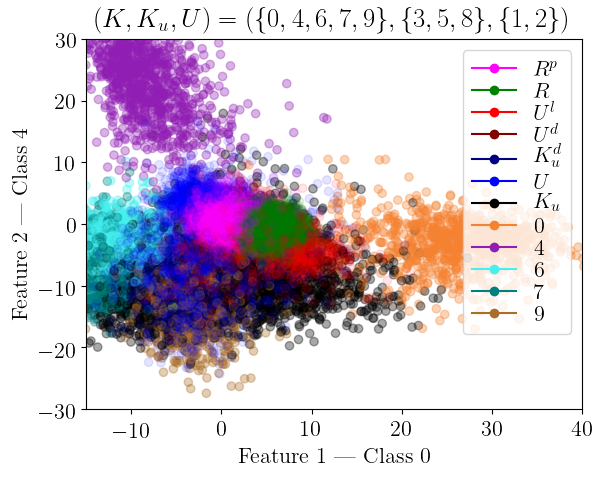 (K, K_u, U) = ({0, 4, 6, 7, 9}, {3, 5, 8}, {1, 2})
30
20
10
0
−10
−20
−30
Feature 2 — Class 4
−10
0
10
20
30
40
Feature 1 — Class 0
R^p
R
U^l
U^d
K_u^d
U
K_u
0
4
6
7
9